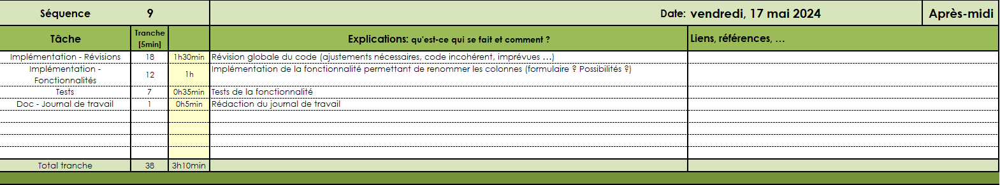 Séquence 9 Date: vendredi, 17 mai 2024 Après-midi
Tâche Tranche [5min] Explications: qu'est-ce qui se fait et comment ? Liens, références, ...
Implémentation - Révisions 18 1h30min Révision globale du code (ajustements nécessaires, code incohérent, imprévues ...)
Implémentation - Fonctionnalités 12 1h Implémentation de la fonctionnalité permettant de renommer les colonnes (formulaire ? Possibilités ?)
Tests 7 0h35min Tests de la fonctionnalité
Doc - Journal de travail 1 0h5min Rédaction du journal de travail
Total tranche 38 3h10min